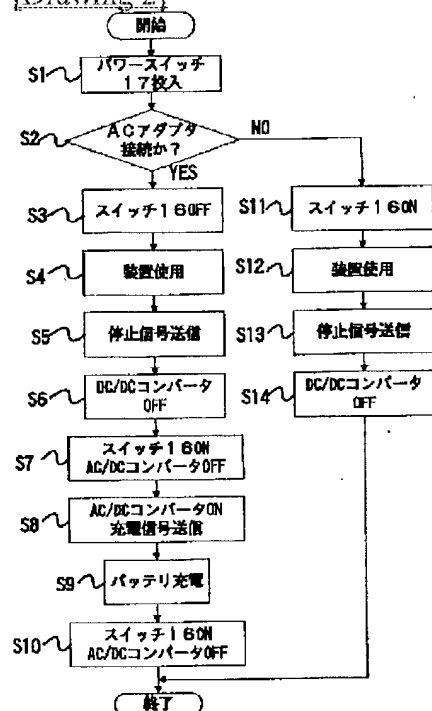 [Drawing 2]
開始
S1
パワースイッチ
17投入
S2
ACアダプタ
接続か?
NO
YES
S3
スイッチ16OFF
S4
装置使用
S5
停止信号送信
S6
DC/DCコンバータ
OFF
S7
スイッチ16ON
AC/DCコンバータOFF
S8
AC/DCコンバータON
充電信号送信
S9
バッテリ充電
S10
スイッチ16ON
AC/DCコンバータOFF
S11
スイッチ16ON
S12
装置使用
S13
停止信号送信
S14
DC/DCコンバータ
OFF
終了